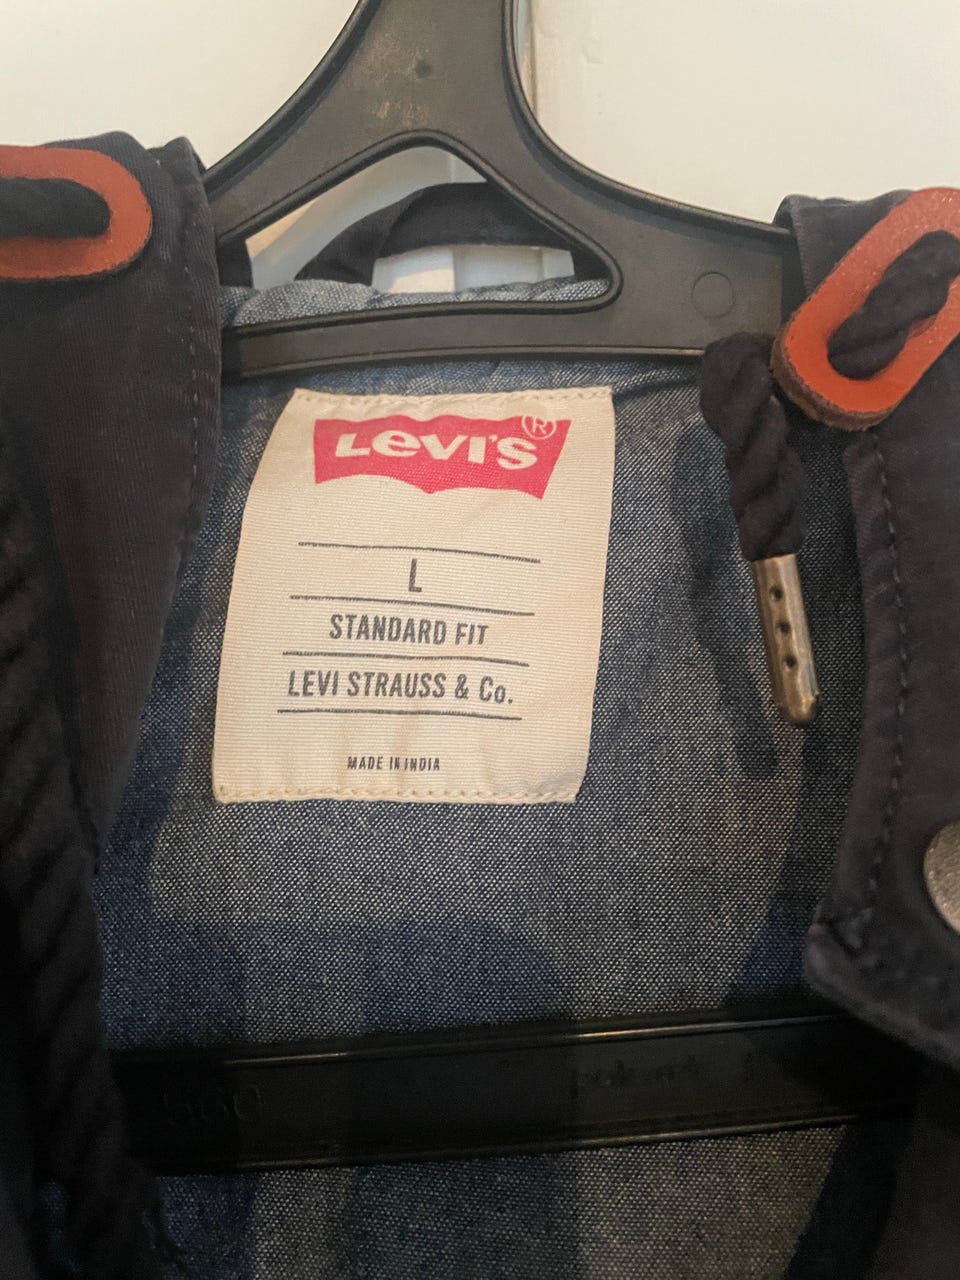 LEVI'S®
L
STANDARD FIT
LEVI STRAUSS & Co.
MADE IN INDIA